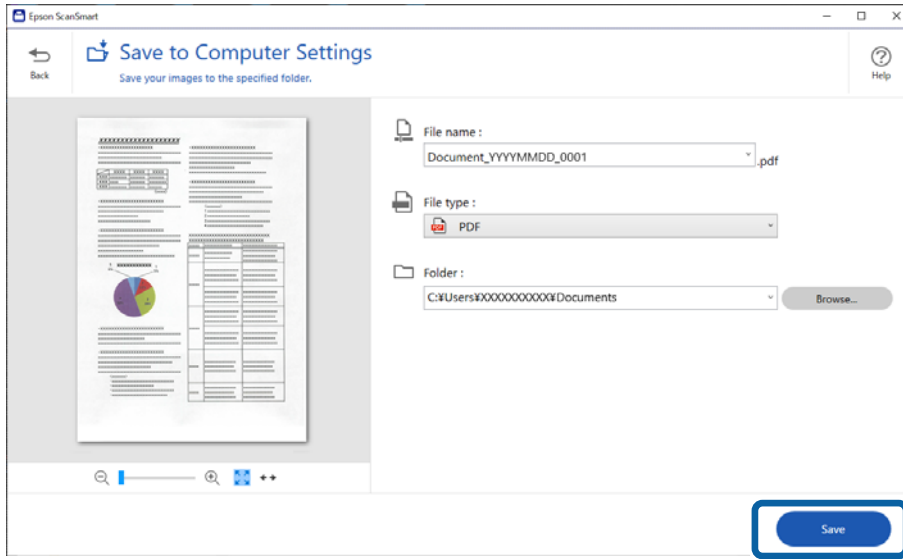 Epson ScanSmart
Back
Save to Computer Settings
Save your images to the specified folder.
Help
File name :
Document_YYYYMMDD_0001
.pdf
File type :
PDF
Folder :
C:¥Users¥XXXXXXXXXXX¥Documents
Browse...
Save